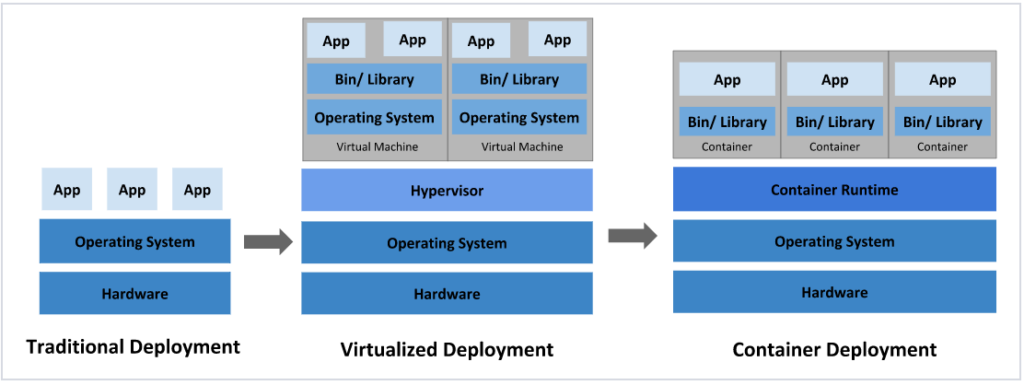 App App App
Operating System
Hardware
Traditional Deployment
App App App App
Bin/ Library Bin/ Library
Operating System Operating System
Virtual Machine Virtual Machine
Hypervisor
Operating System
Hardware
Virtualized Deployment
App App App
Bin/ Library Bin/ Library Bin/ Library
Container Container Container
Container Runtime
Operating System
Hardware
Container Deployment